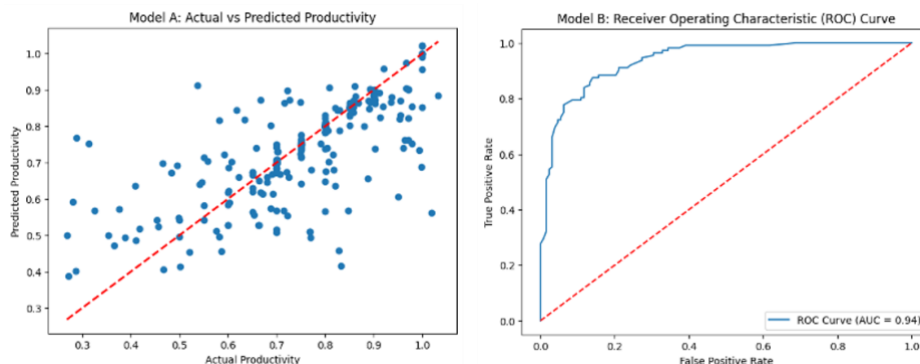 Model A: Actual vs Predicted Productivity
1.0
0.9
0.8
0.7
0.6
0.5
0.4
0.3
Predicted Productivity
0.3 0.4 0.5 0.6 0.7 0.8 0.9 1.0
Actual Productivity
Model B: Receiver Operating Characteristic (ROC) Curve
1.0
0.8
0.6
0.4
0.2
0.0
True Positive Rate
ROC Curve (AUC = 0.94)
0.0 0.2 0.4 0.6 0.8 1.0
False Positive Rate